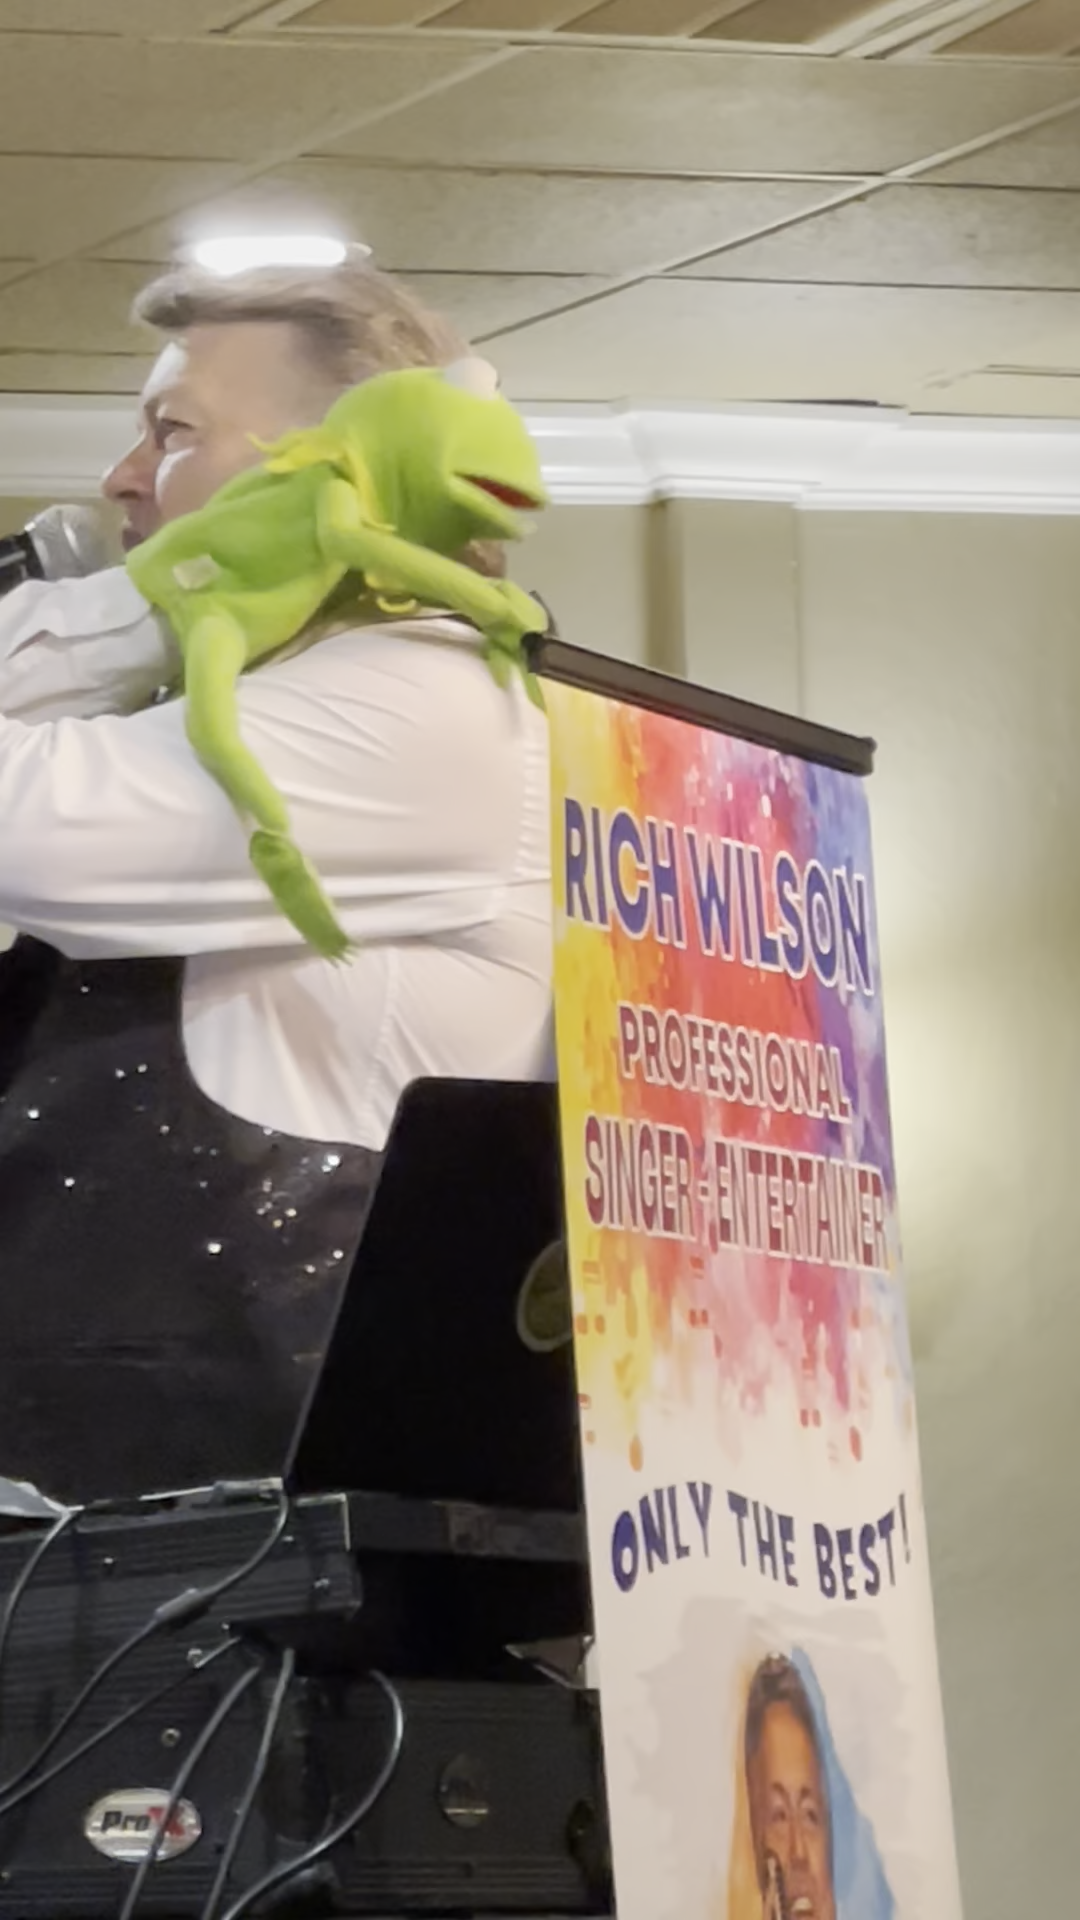 RICH WILSON
PROFESSIONAL
SINGER-ENTERTAINER
ONLY THE BEST!
ProX